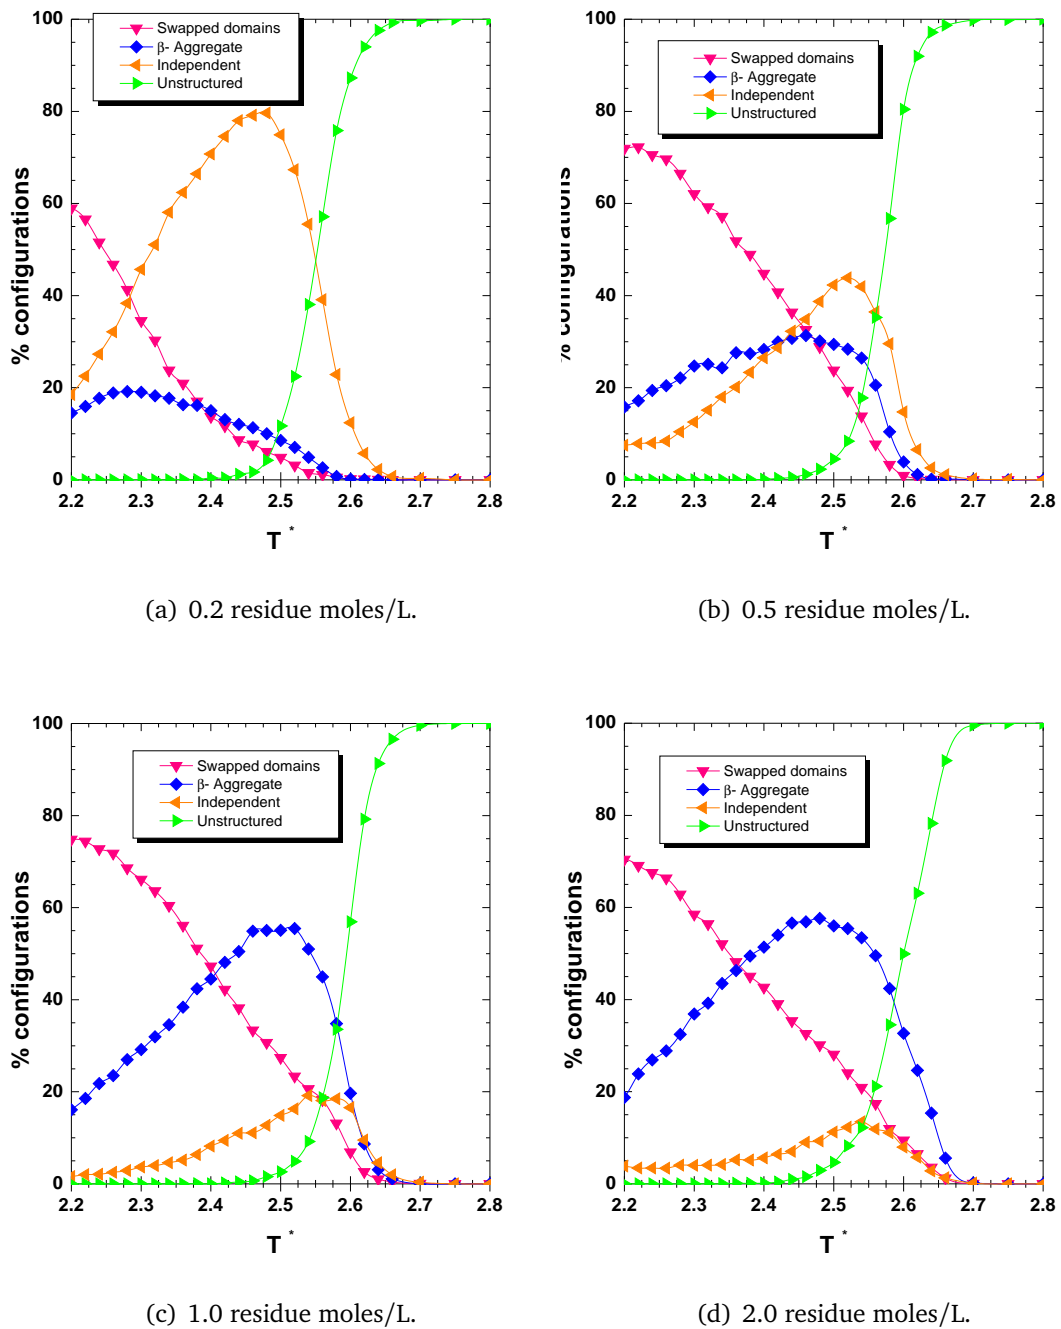 100
80
60
40
20
0
% configurations
Swapped domains
β- Aggregate
Independent
Unstructured
2.2 2.3 2.4 2.5 2.6 2.7 2.8
T *
(a) 0.2 residue moles/L.
100
80
60
40
20
0
% configurations
Swapped domains
β- Aggregate
Independent
Unstructured
2.2 2.3 2.4 2.5 2.6 2.7 2.8
T *
(b) 0.5 residue moles/L.
100
80
60
40
20
0
% configurations
Swapped domains
β- Aggregate
Independent
Unstructured
2.2 2.3 2.4 2.5 2.6 2.7 2.8
T *
(c) 1.0 residue moles/L.
100
80
60
40
20
0
% configurations
Swapped domains
β- Aggregate
Independent
Unstructured
2.2 2.3 2.4 2.5 2.6 2.7 2.8
T *
(d) 2.0 residue moles/L.